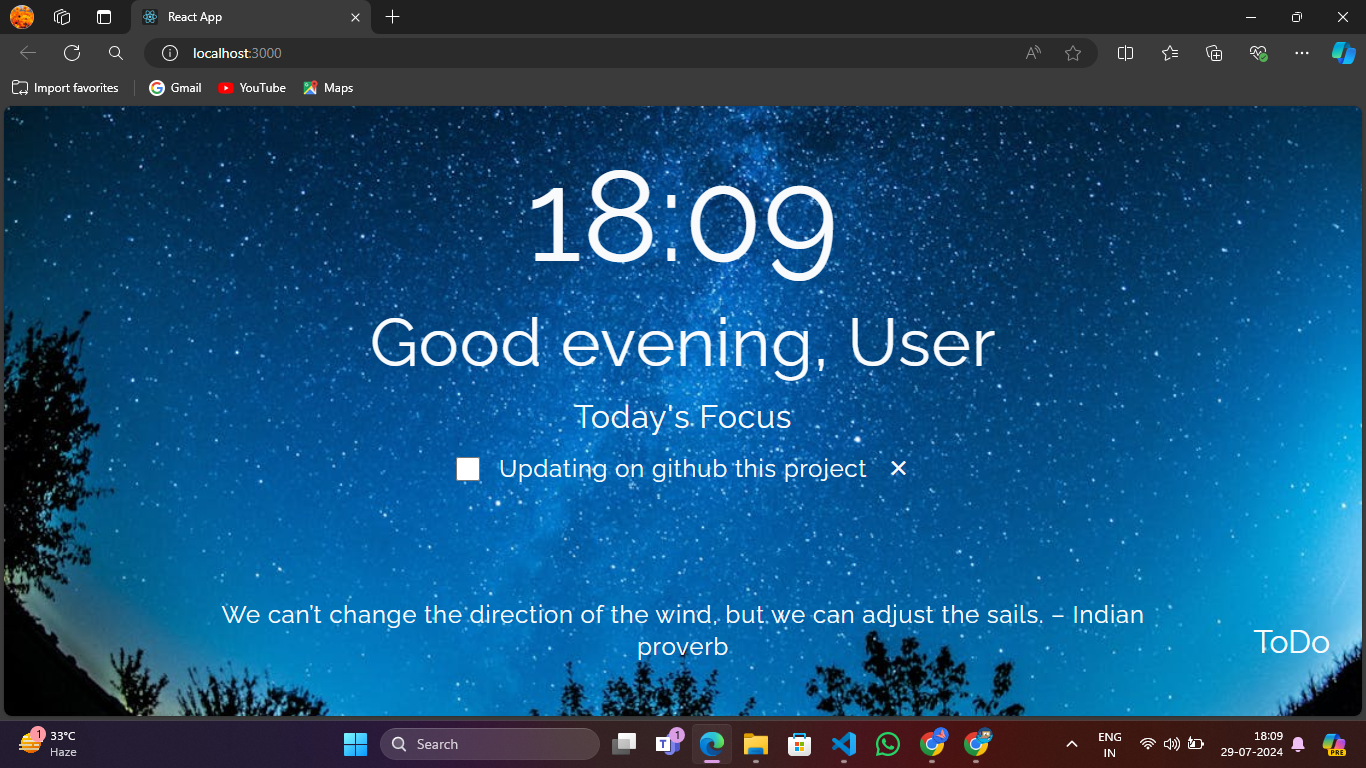 React App
localhost:3000
Import favorites
Gmail
YouTube
Maps
18:09
Good evening, User
Today's Focus
Updating on github this project
We can’t change the direction of the wind, but we can adjust the sails. – Indian
proverb
ToDo
1
33°C
Haze
Search
T
1
PRE
ENG
IN
18:09
29-07-2024